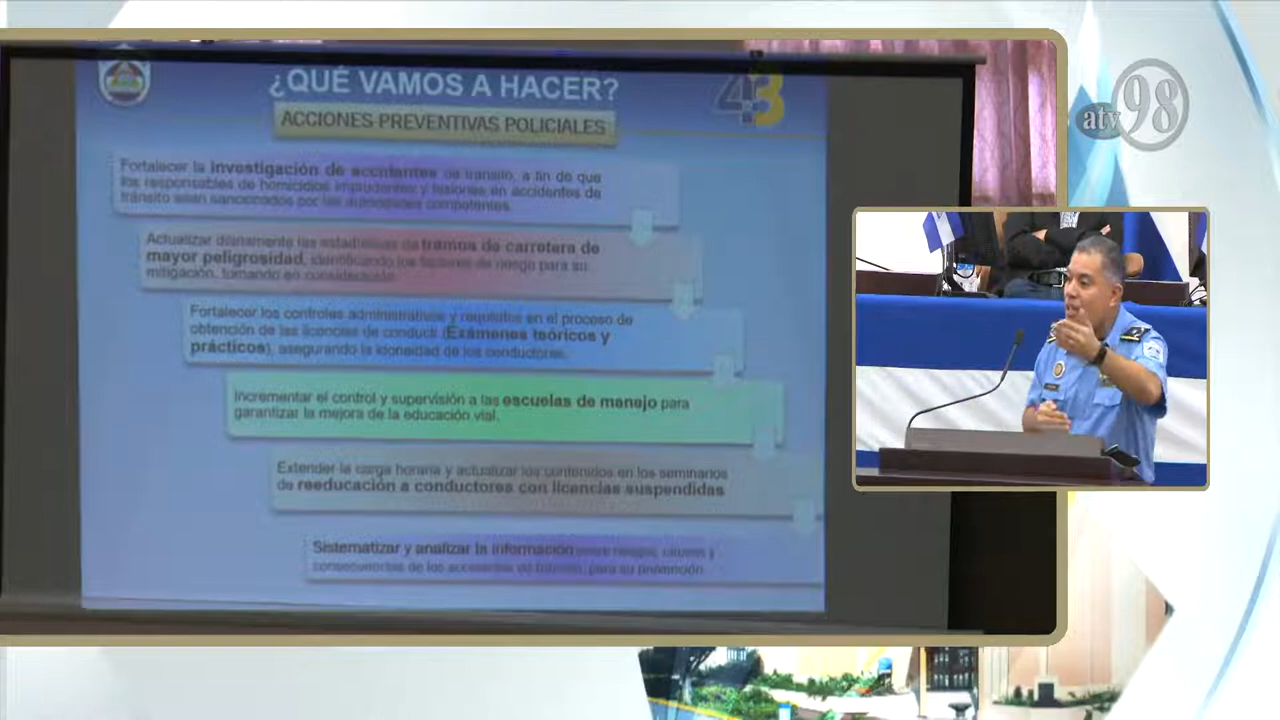 ¿QUÉ VAMOS A HACER?
43
ACCIONES PREVENTIVAS POLICIALES
atv98
Fortalecer la investigación de accidentes de tránsito, a fin de que
los responsables de homicidios imprudentes y lesiones en accidentes de
tránsito sean sancionados por las autoridades competentes.
Actualizar diariamente las estadísticas de tramos de carretera de
mayor peligrosidad, identificando los factores de riesgo para su
mitigación, tomando en consideración
Fortalecer los controles administrativos y requisitos en el proceso de
obtención de las licencias de conducir (Exámenes teóricos y
prácticos), asegurando la idoneidad de los conductores.
Incrementar el control y supervisión a las escuelas de manejo para
garantizar la mejora de la educación vial.
Extender la carga horaria y actualizar los contenidos en los seminarios
de reeducación a conductores con licencias suspendidas
Sistematizar y analizar la información sobre riesgos, causas y
consecuencias de los accidentes de tránsito, para su prevención.